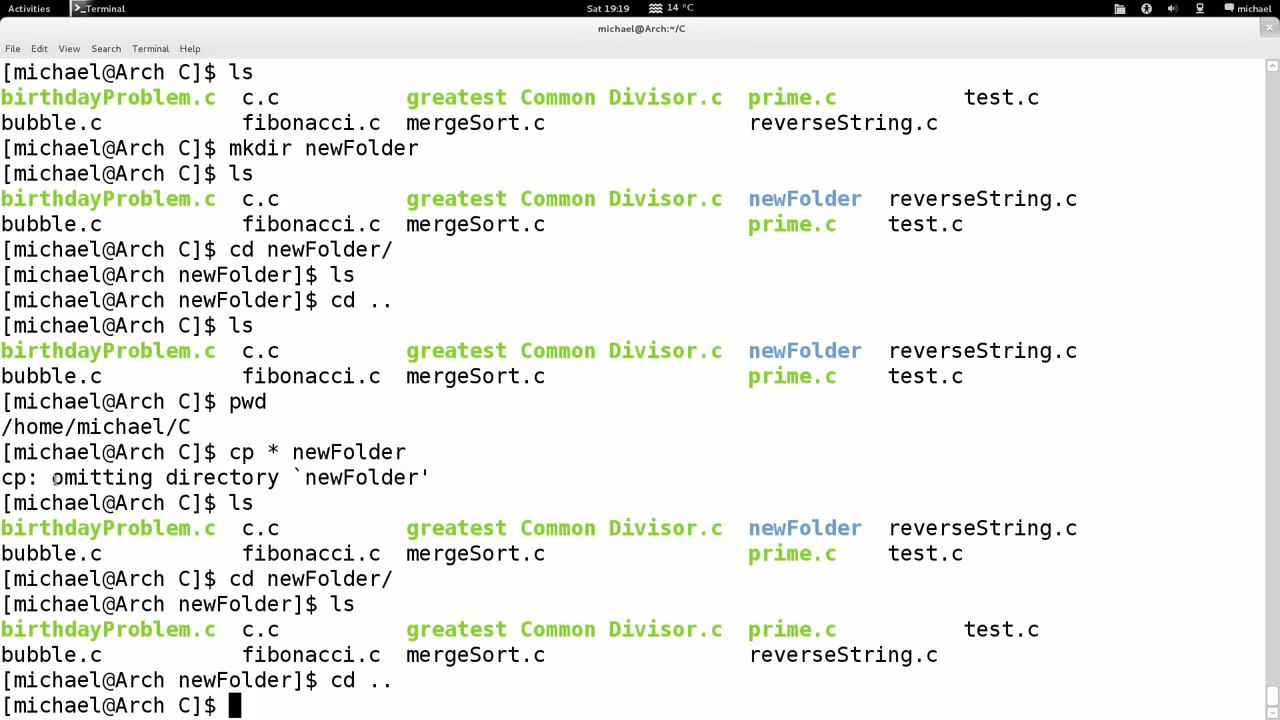 Activities Terminal Sat 19:19 14 °C michael
michael@Arch:~/C
File Edit View Search Terminal Help
[michael@Arch C]$ ls
birthdayProblem.c c.c greatest Common Divisor.c prime.c test.c
bubble.c fibonacci.c mergeSort.c reverseString.c
[michael@Arch C]$ mkdir newFolder
[michael@Arch C]$ ls
birthdayProblem.c c.c greatest Common Divisor.c newFolder reverseString.c
bubble.c fibonacci.c mergeSort.c prime.c test.c
[michael@Arch C]$ cd newFolder/
[michael@Arch newFolder]$ ls
[michael@Arch newFolder]$ cd ..
[michael@Arch C]$ ls
birthdayProblem.c c.c greatest Common Divisor.c newFolder reverseString.c
bubble.c fibonacci.c mergeSort.c prime.c test.c
[michael@Arch C]$ pwd
/home/michael/C
[michael@Arch C]$ cp * newFolder
cp: omitting directory `newFolder'
[michael@Arch C]$ ls
birthdayProblem.c c.c greatest Common Divisor.c newFolder reverseString.c
bubble.c fibonacci.c mergeSort.c prime.c test.c
[michael@Arch C]$ cd newFolder/
[michael@Arch newFolder]$ ls
birthdayProblem.c c.c greatest Common Divisor.c prime.c test.c
bubble.c fibonacci.c mergeSort.c reverseString.c
[michael@Arch newFolder]$ cd ..
[michael@Arch C]$